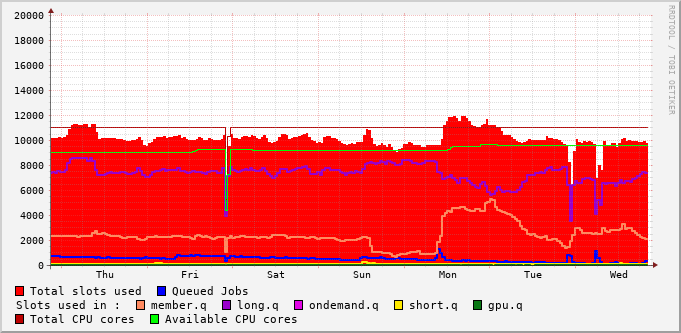 20000
18000
16000
14000
12000
10000
8000
6000
4000
2000
0
Thu Fri Sat Sun Mon Tue Wed
RRDTOOL / TOBI OETIKER
Total slots used Queued Jobs
Slots used in : member.q long.q ondemand.q short.q gpu.q
Total CPU cores Available CPU cores